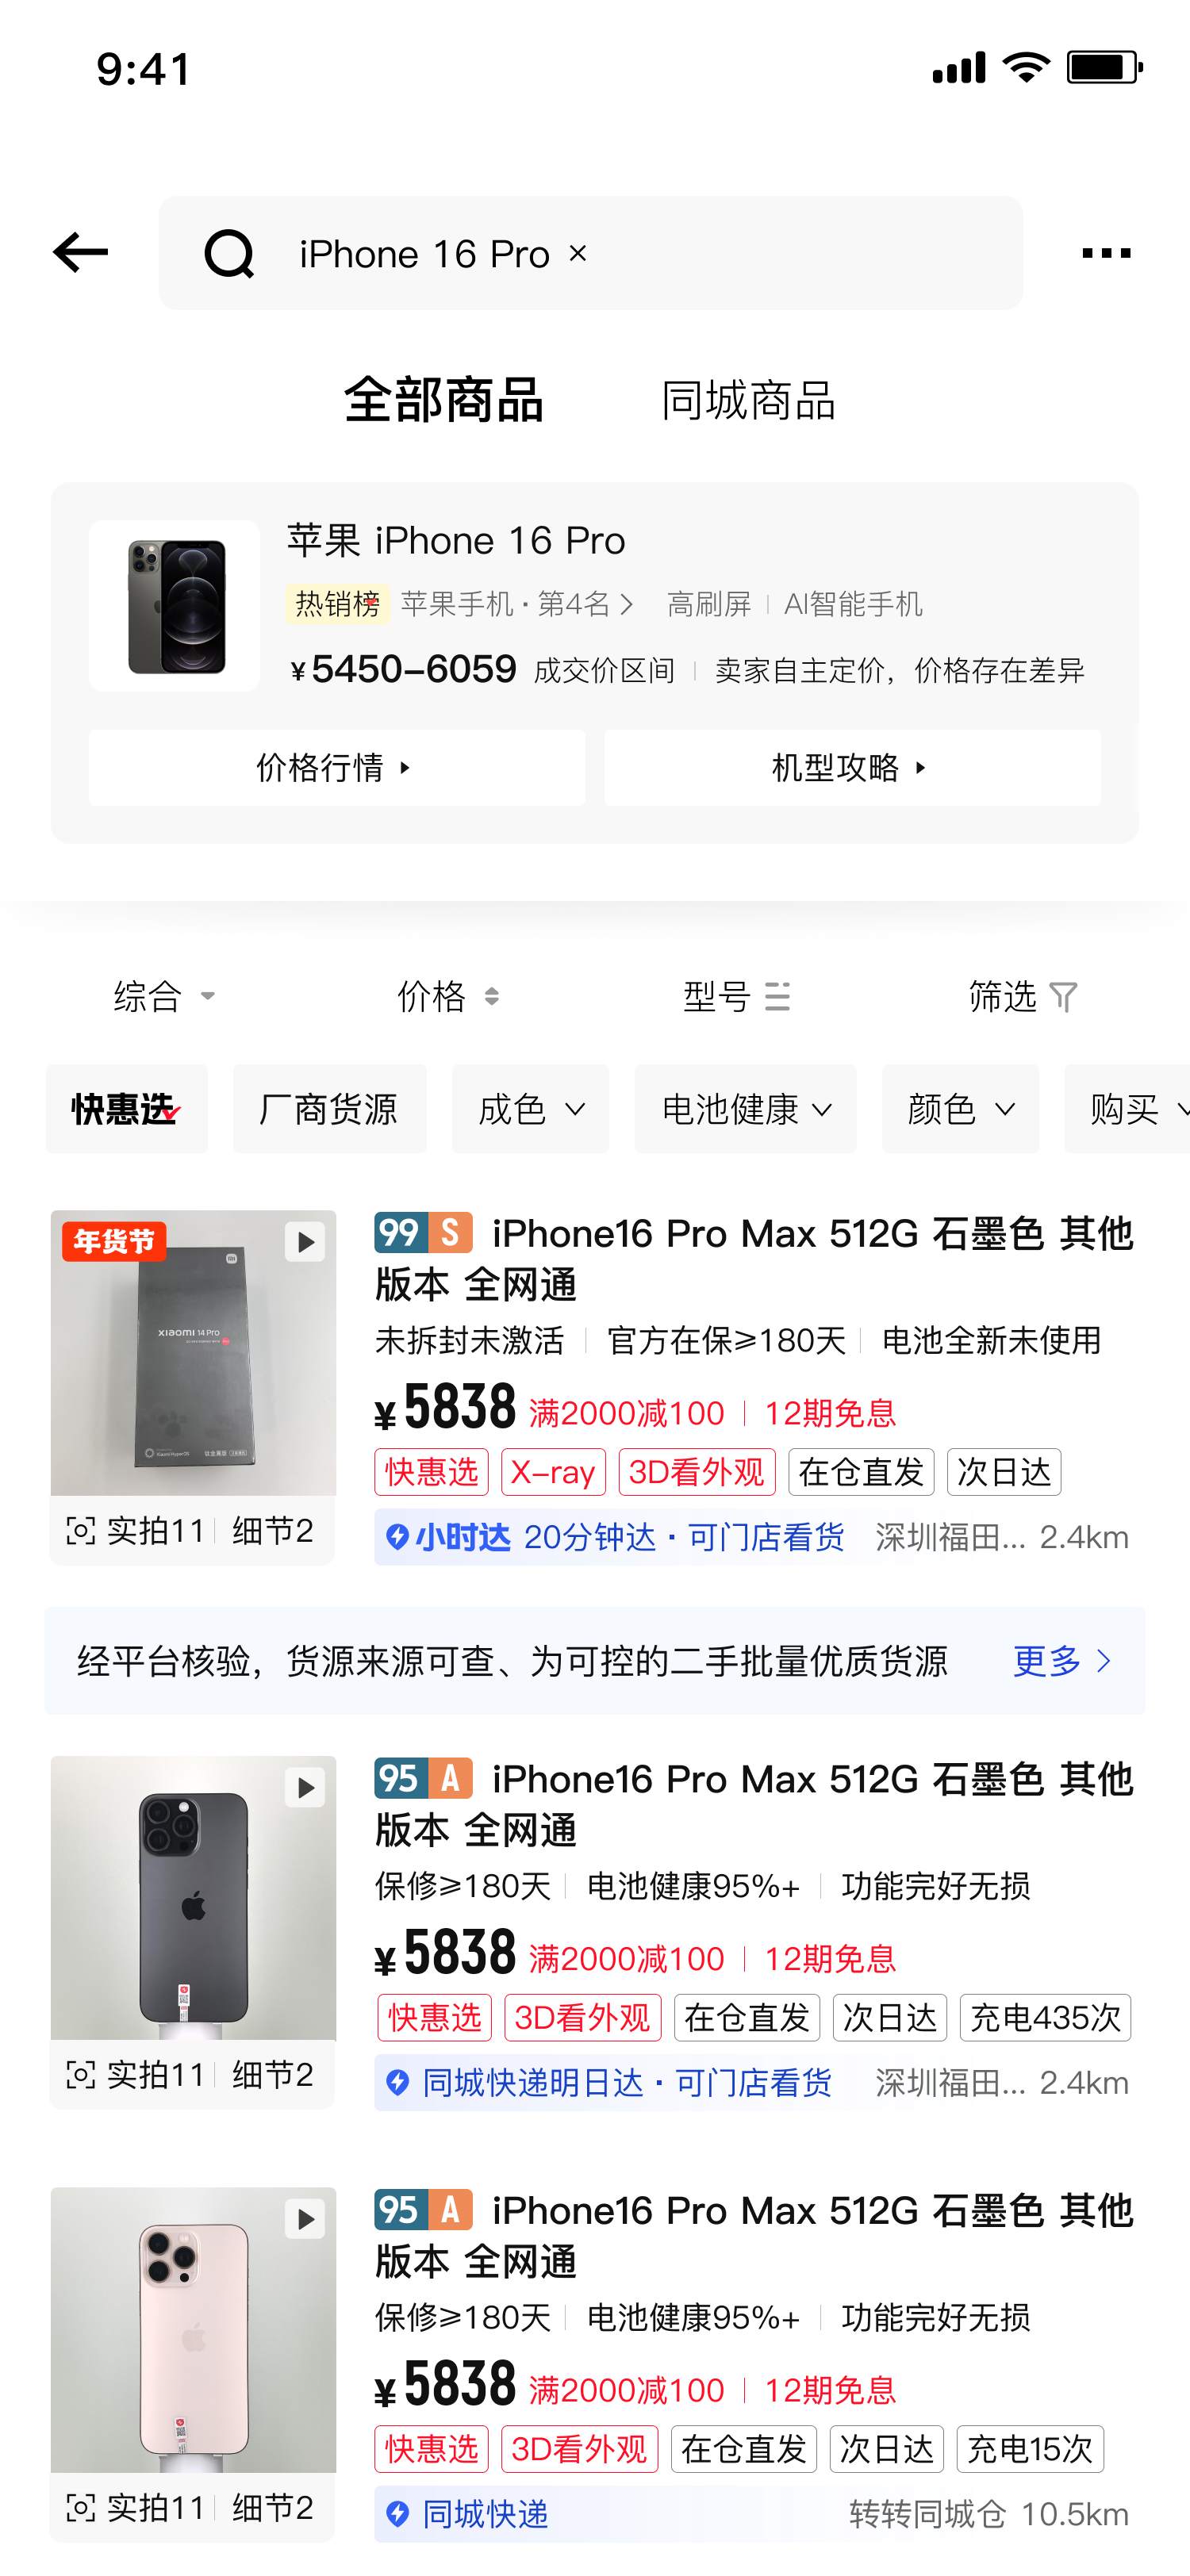 9:41
iPhone 16 Pro ×
全部商品 同城商品
苹果 iPhone 16 Pro
热销榜 苹果手机·第4名 高刷屏 AI智能手机
¥5450-6059 成交价区间 卖家自主定价，价格存在差异
价格行情 机型攻略
综合 价格 型号 筛选
快惠选 厂商货源 成色 电池健康 颜色 购买
年货节
xiaomi 14 Pro
99 S iPhone16 Pro Max 512G 石墨色 其他
版本 全网通
未拆封未激活 官方在保≥180天 电池全新未使用
¥5838 满2000减100 12期免息
快惠选 X-ray 3D看外观 在仓直发 次日达
实拍11 细节2
小时达 20分钟达·可门店看货 深圳福田... 2.4km
经平台核验，货源来源可查、为可控的二手批量优质货源 更多
95 A iPhone16 Pro Max 512G 石墨色 其他
版本 全网通
保修≥180天 电池健康95%+ 功能完好无损
¥5838 满2000减100 12期免息
快惠选 3D看外观 在仓直发 次日达 充电435次
实拍11 细节2
同城快递明日达·可门店看货 深圳福田... 2.4km
95 A iPhone16 Pro Max 512G 石墨色 其他
版本 全网通
保修≥180天 电池健康95%+ 功能完好无损
¥5838 满2000减100 12期免息
快惠选 3D看外观 在仓直发 次日达 充电15次
实拍11 细节2
同城快递 转转同城仓 10.5km